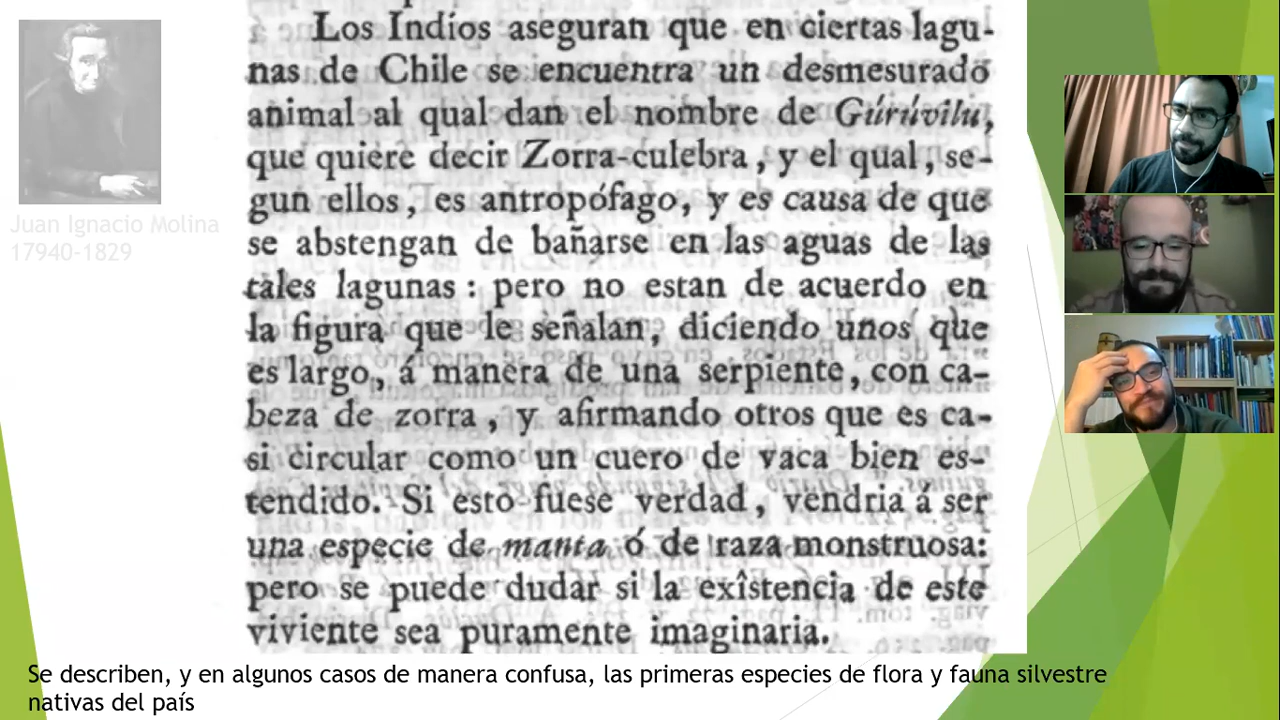 Juan Ignacio Molina
17940-1829
Los Indíos aseguran que en ciertas lagu-
nas de Chile se encuentra un desmesurado
animal al qual dan el nombre de Gúrúvilu,
que quiere decir Zorra-culebra, y el qual, se-
gun ellos, es antropófago, y es causa de que
se abstengan de bañarse en las aguas de las
tales lagunas: pero no estan de acuerdo en
la figura que le señalan, diciendo unos que
es largo, á manera de una serpiente, con ca-
beza de zorra, y afirmando otros que es ca-
si circular como un cuero de vaca bien es-
tendido. Si esto fuese verdad, vendria á ser
una especie de manta ó de raza monstruosa:
pero se puede dudar si la exîstencia de este
viviente sea puramente imaginaria.
Se describen, y en algunos casos de manera confusa, las primeras especies de flora y fauna silvestre
nativas del país